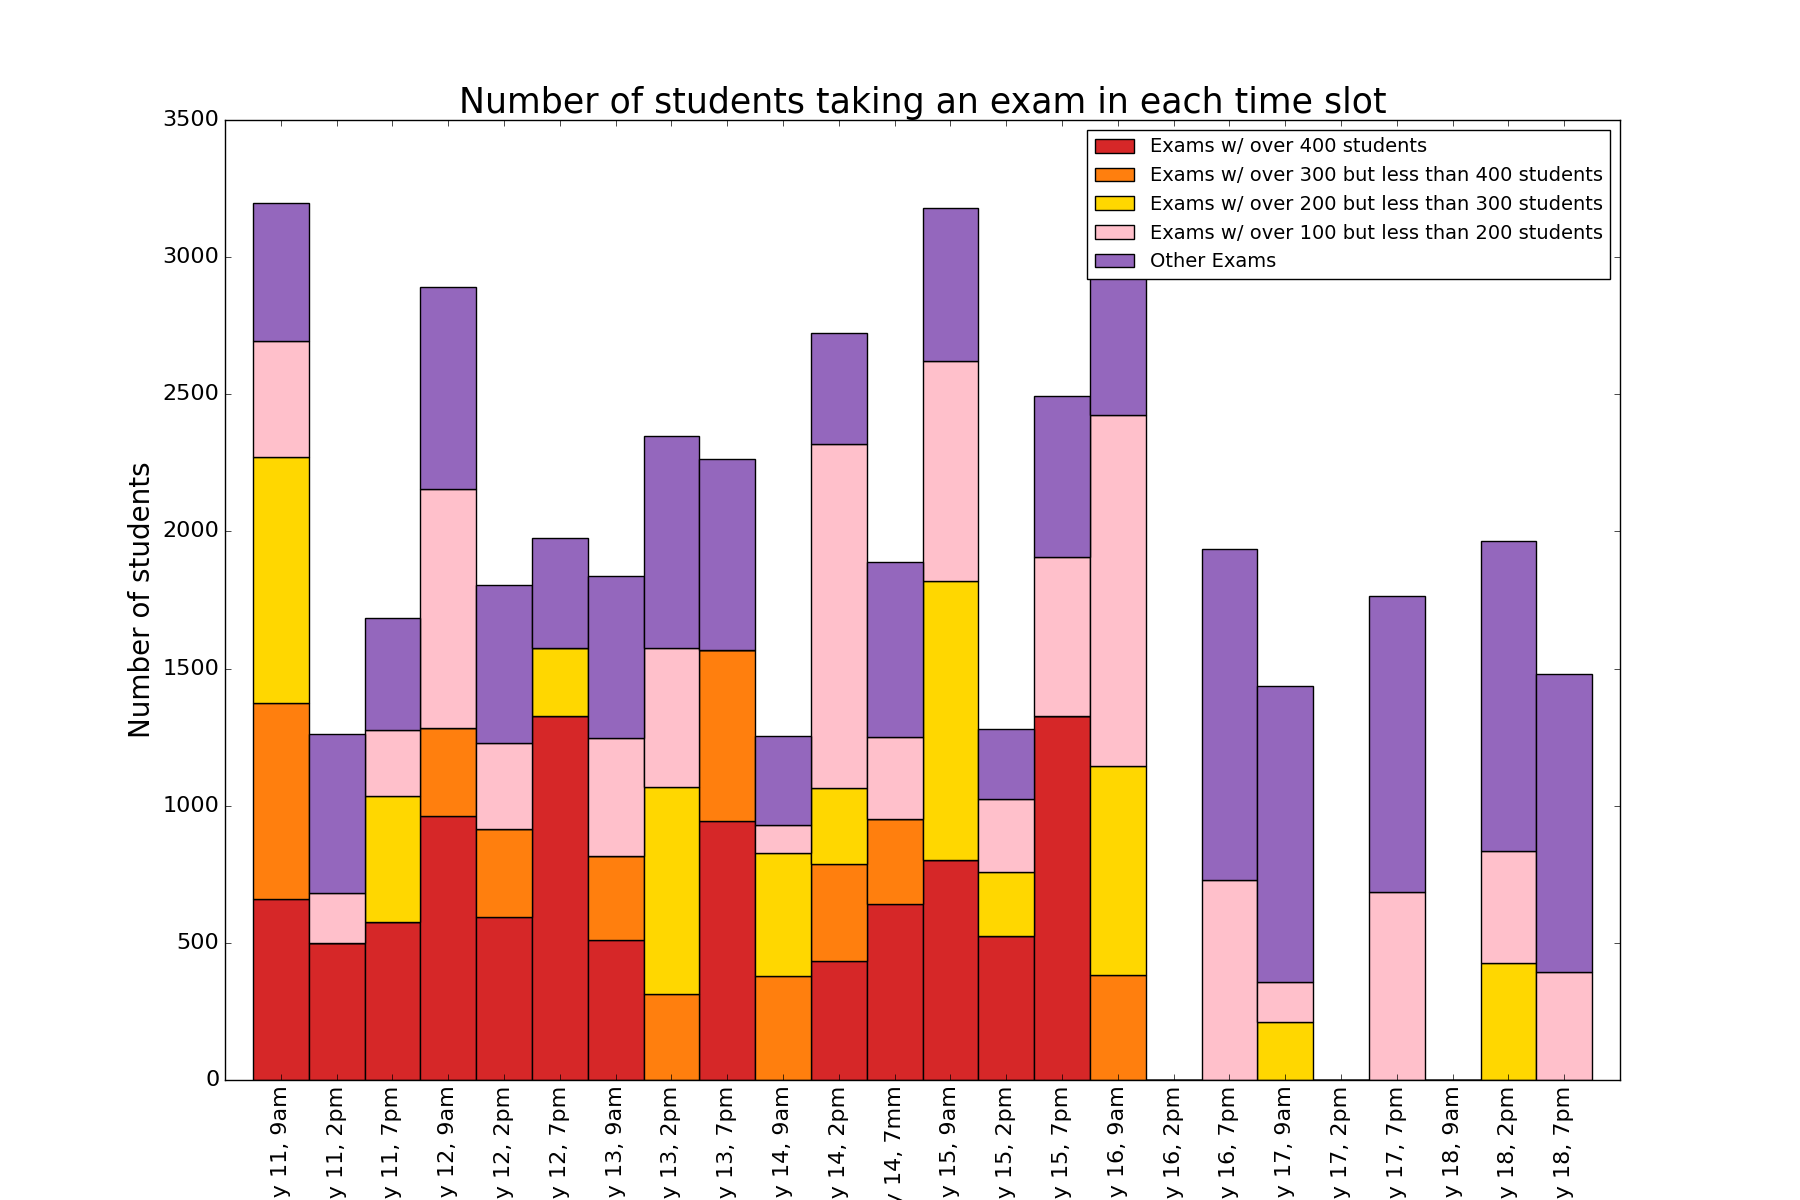 Number of students taking an exam in each time slot
Number of students
3500
3000
2500
2000
1500
1000
500
0
Exams w/ over 400 students
Exams w/ over 300 but less than 400 students
Exams w/ over 200 but less than 300 students
Exams w/ over 100 but less than 200 students
Other Exams
y 11, 9am
y 11, 2pm
y 11, 7pm
y 12, 9am
y 12, 2pm
y 12, 7pm
y 13, 9am
y 13, 2pm
y 13, 7pm
y 14, 9am
y 14, 2pm
y 14, 7mm
y 15, 9am
y 15, 2pm
y 15, 7pm
y 16, 9am
y 16, 2pm
y 16, 7pm
y 17, 9am
y 17, 2pm
y 17, 7pm
y 18, 9am
y 18, 2pm
y 18, 7pm